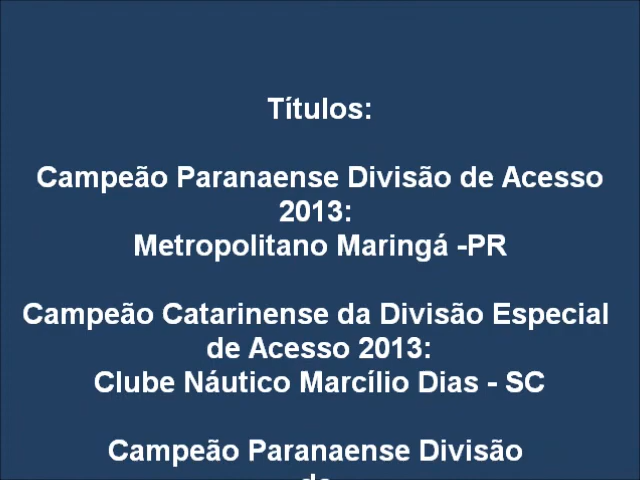 Títulos:
Campeão Paranaense Divisão de Acesso
2013:
Metropolitano Maringá -PR
Campeão Catarinense da Divisão Especial
de Acesso 2013:
Clube Náutico Marcílio Dias - SC
Campeão Paranaense Divisão
de